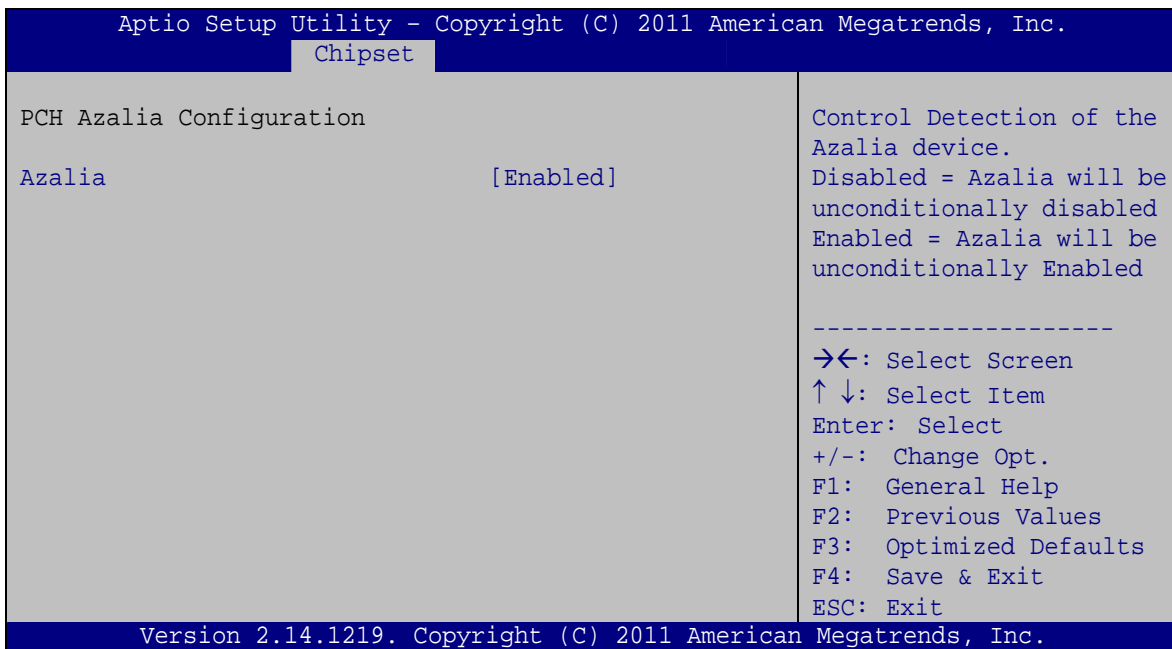 Aptio Setup Utility – Copyright (C) 2011 American Megatrends, Inc.
Chipset
PCH Azalia Configuration
Azalia [Enabled]
Control Detection of the
Azalia device.
Disabled = Azalia will be
unconditionally disabled
Enabled = Azalia will be
unconditionally Enabled
---------------------
→←: Select Screen
↑ ↓: Select Item
Enter: Select
+/-: Change Opt.
F1: General Help
F2: Previous Values
F3: Optimized Defaults
F4: Save & Exit
ESC: Exit
Version 2.14.1219. Copyright (C) 2011 American Megatrends, Inc.